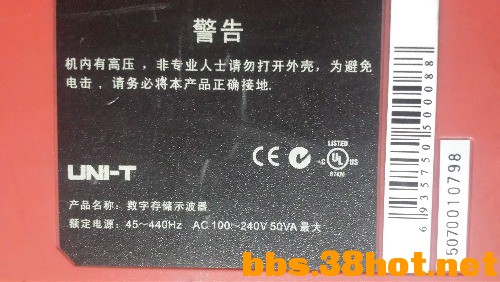 警告
机内有高压，非专业人士请勿打开外壳，为避免
电击，请务必将本产品正确接地.
UNI-T
CE
LISTED
C UL US
产品名称：数字存储示波器
额定电源：45～440Hz AC 100~240V 50VA 最大
6935750500088
5070010798
bbs.38hot.net